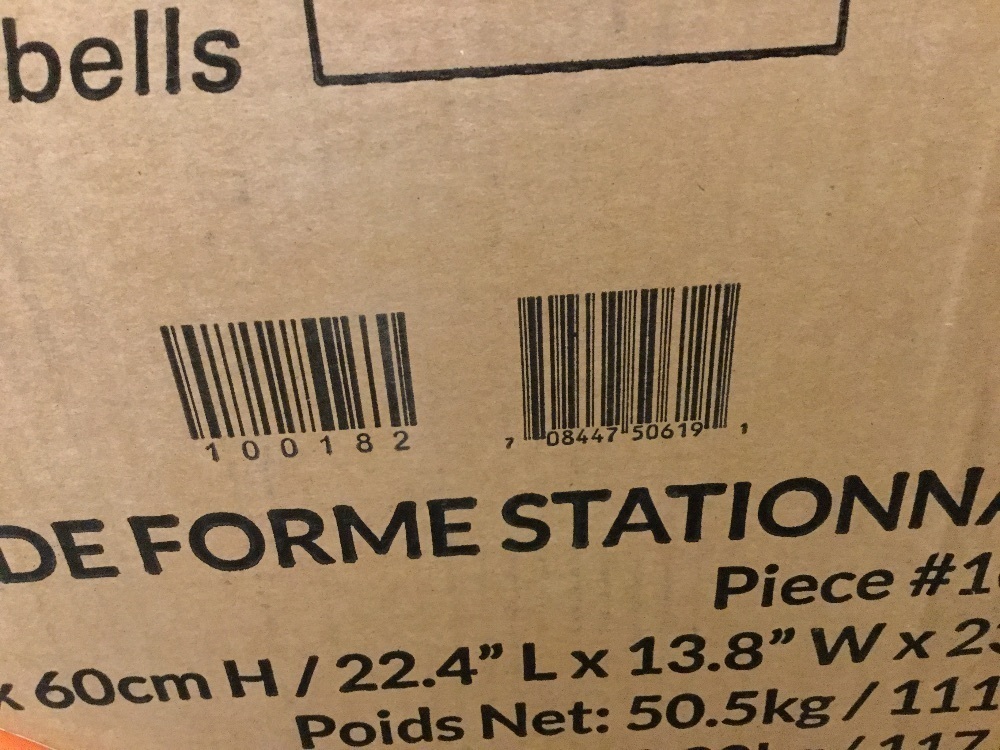 bells
100182
7 08447 50619 1
DE FORME STATIONNA
Piece #1
x 60cm H / 22.4” L x 13.8” W x 23
Poids Net: 50.5kg / 111
/ 117